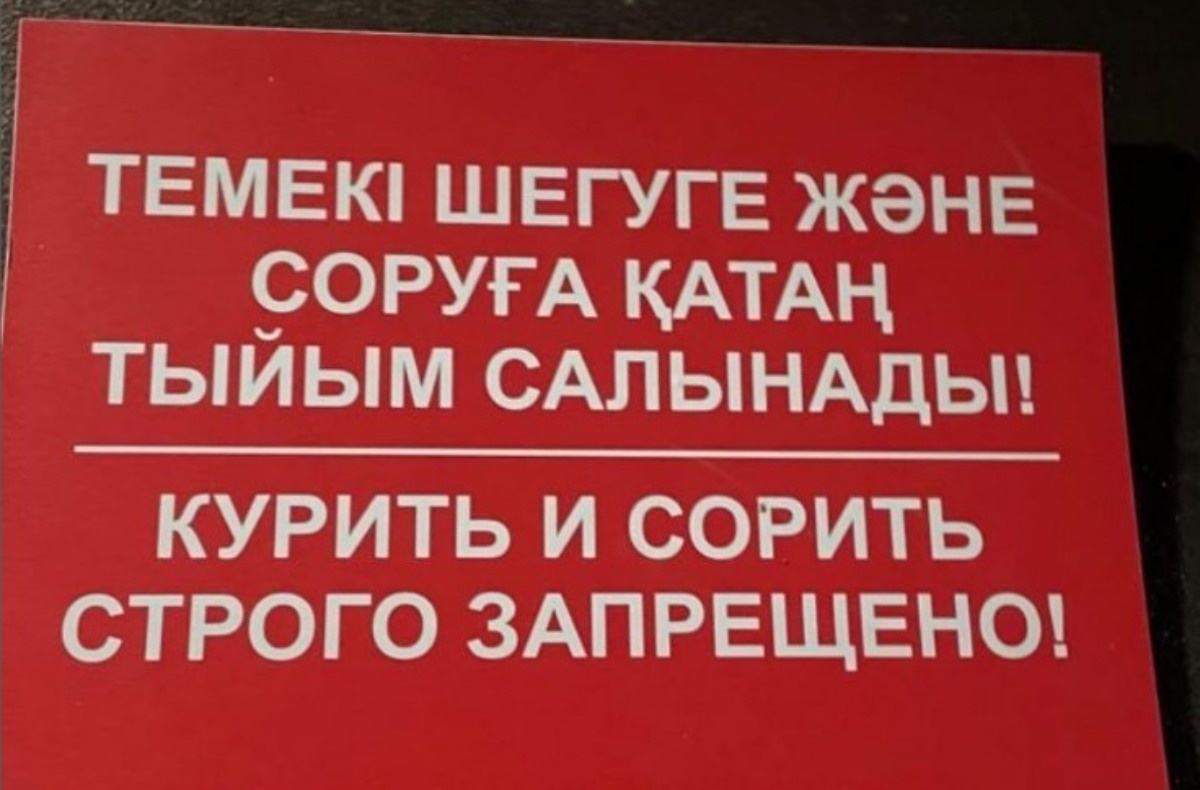 ТЕМЕКІ ШЕГУГЕ ЖӘНЕ
СОРУҒА ҚАТАҢ
ТЫЙЫМ САЛЫНАДЫ!
КУРИТЬ И СОРИТЬ
СТРОГО ЗАПРЕЩЕНО!